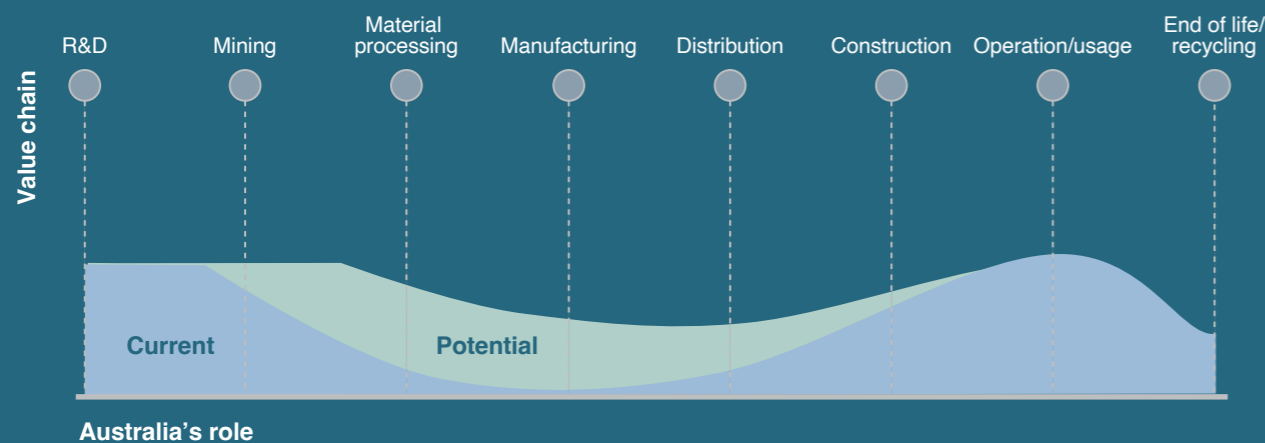 Value chain
R&D
Mining
Material
processing
Manufacturing
Distribution
Construction
Operation/usage
End of life/
recycling
Current
Potential
Australia’s role